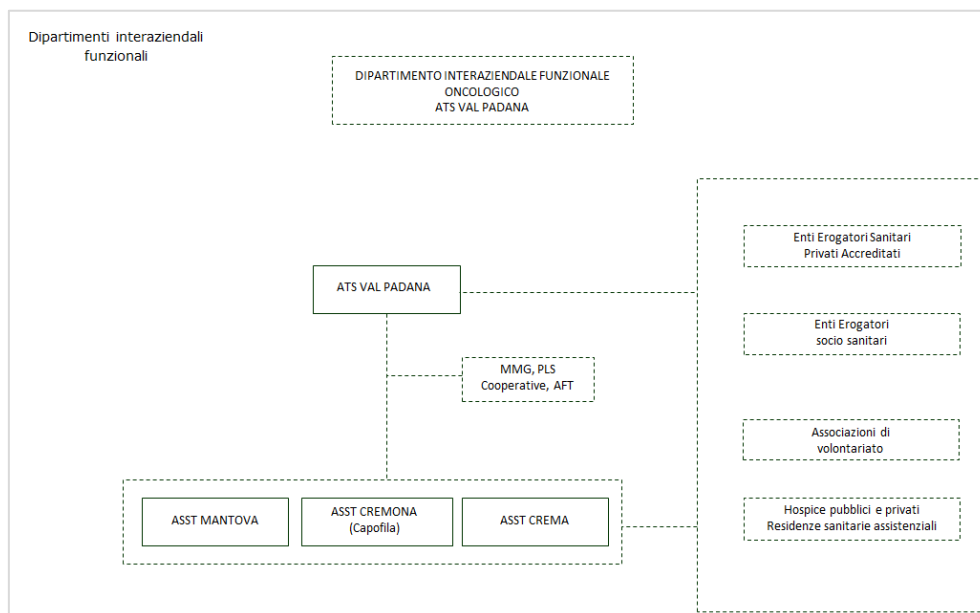 Dipartimenti interaziendali
funzionali
DIPARTIMENTO INTERAZIENDALE FUNZIONALE
ONCOLOGICO
ATS VAL PADANA
Enti Erogatori Sanitari
Privati Accreditati
ATS VAL PADANA
Enti Erogatori
socio sanitari
MMG, PLS
Cooperative, AFT
Associazioni di
volontariato
ASST MANTOVA
ASST CREMONA
(Capofila)
ASST CREMA
Hospice pubblici e privati
Residenze sanitarie assistenziali